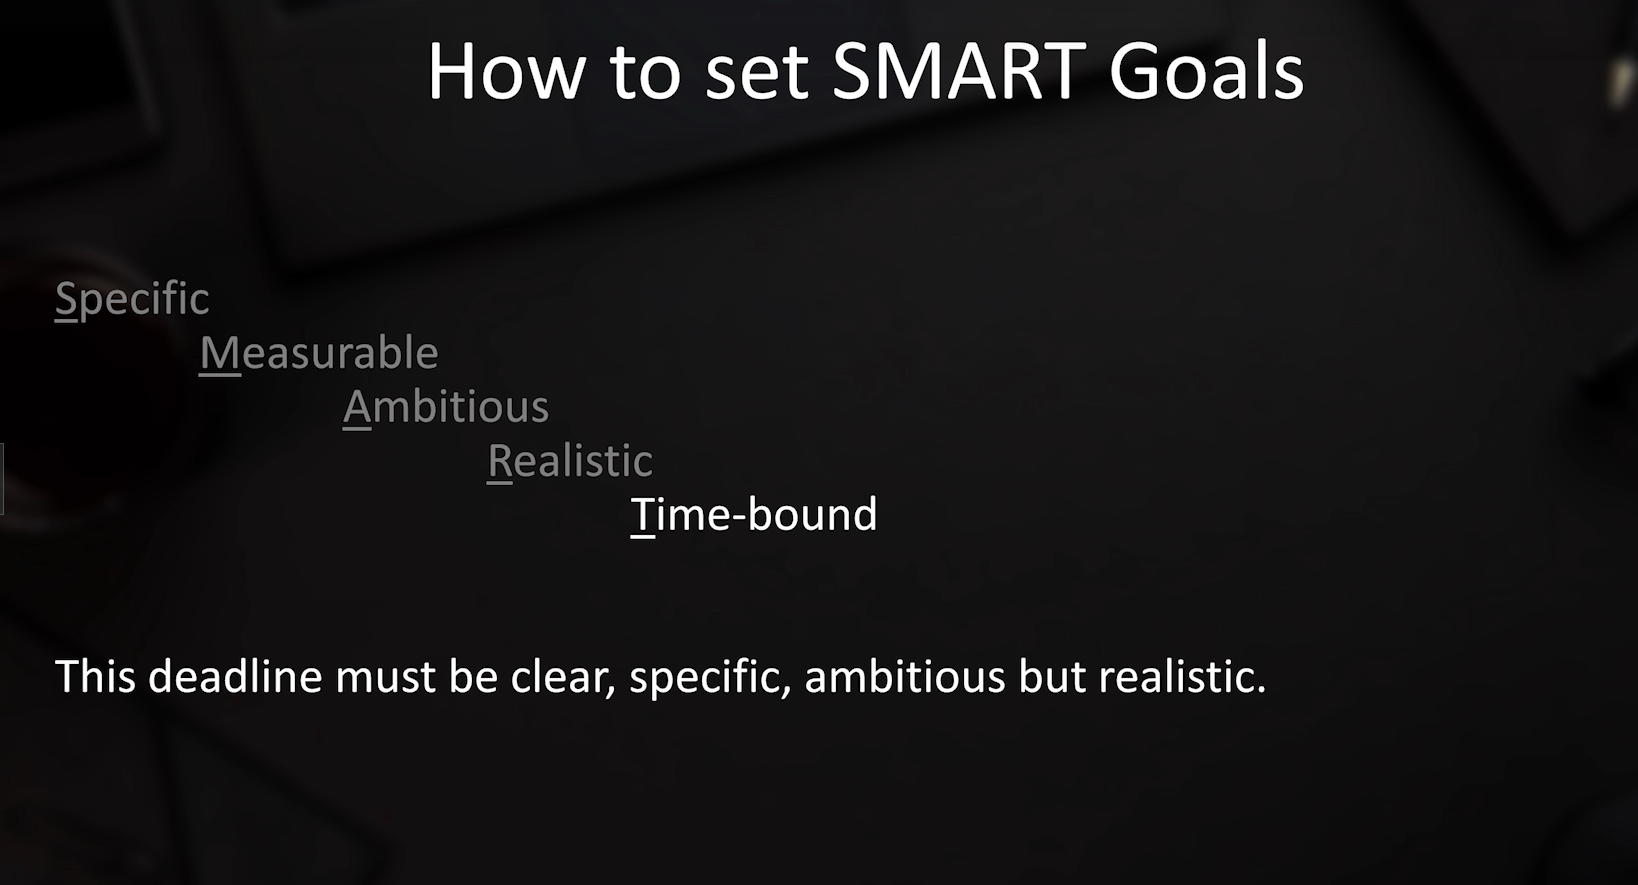 How to set SMART Goals
Specific
Measurable
Ambitious
Realistic
Time-bound
This deadline must be clear, specific, ambitious but realistic.